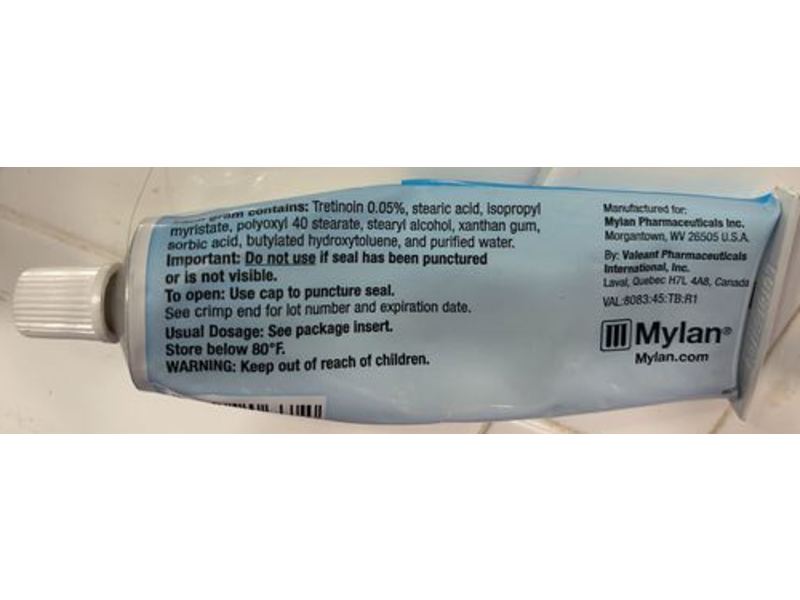 gram contains: Tretinoin 0.05%, stearic acid, isopropyl
myristate, polyoxyl 40 stearate, stearyl alcohol, xanthan gum,
sorbic acid, butylated hydroxytoluene, and purified water.
Important: Do not use if seal has been punctured
or is not visible.
To open: Use cap to puncture seal.
See crimp end for lot number and expiration date.
Usual Dosage: See package insert.
Store below 80°F.
WARNING: Keep out of reach of children.
Manufactured for:
Mylan Pharmaceuticals Inc.
Morgantown, WV 26505 U.S.A.
By: Valeant Pharmaceuticals
International, Inc.
Laval, Quebec H7L 4A8, Canada
VAL:8083:45:TB:R1
Mylan®
Mylan.com